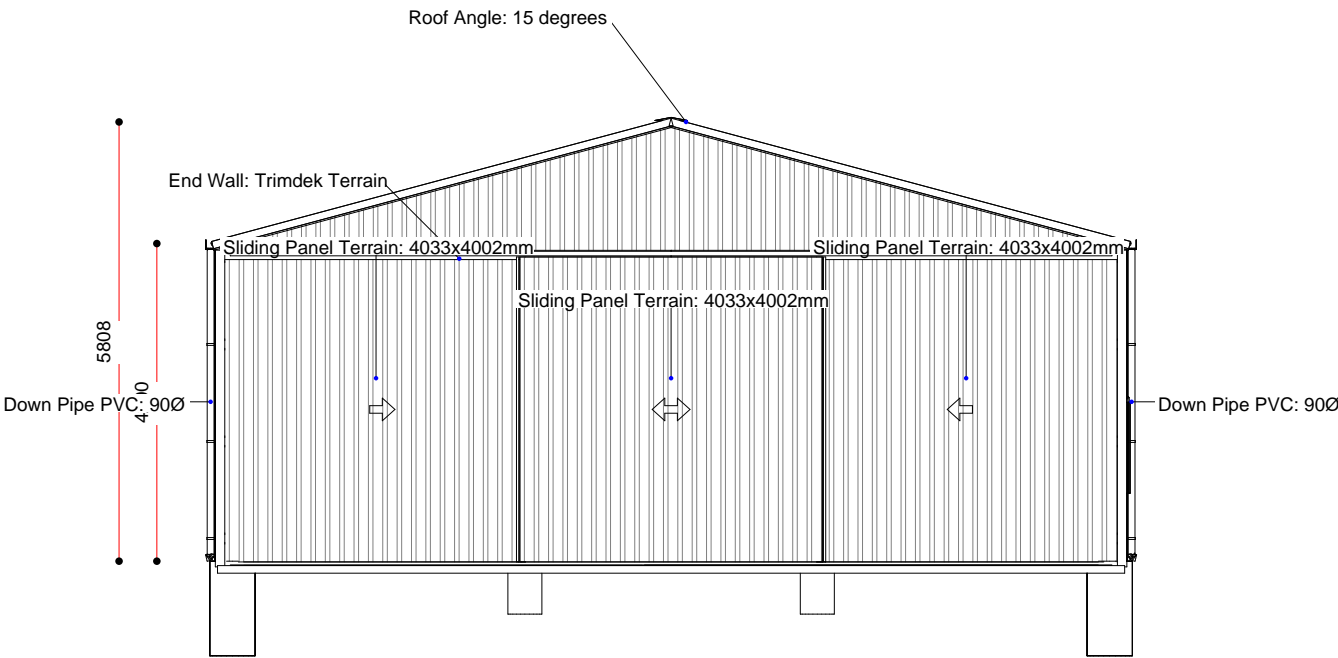 Roof Angle: 15 degrees
End Wall: Trimdek Terrain
Sliding Panel Terrain: 4033x4002mm
Sliding Panel Terrain: 4033x4002mm
Sliding Panel Terrain: 4033x4002mm
5808
Down Pipe PVC: 90Ø
Down Pipe PVC: 90Ø